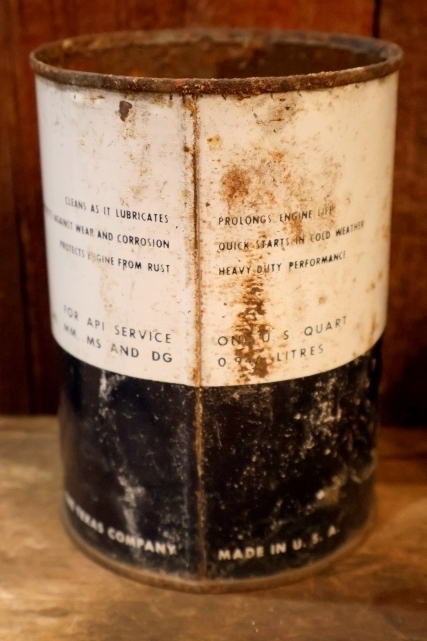 CLEANS AS IT LUBRICATES
AGAINST WEAR AND CORROSION
PROTECTS ENGINE FROM RUST
FOR API SERVICE
MM, MS AND DG
TEXAS COMPANY
PROLONGS ENGINE LIFE
QUICK STARTS IN COLD WEATHER
HEAVY DUTY PERFORMANCE
ONE U S QUART
LITRES
MADE IN U. S. A.